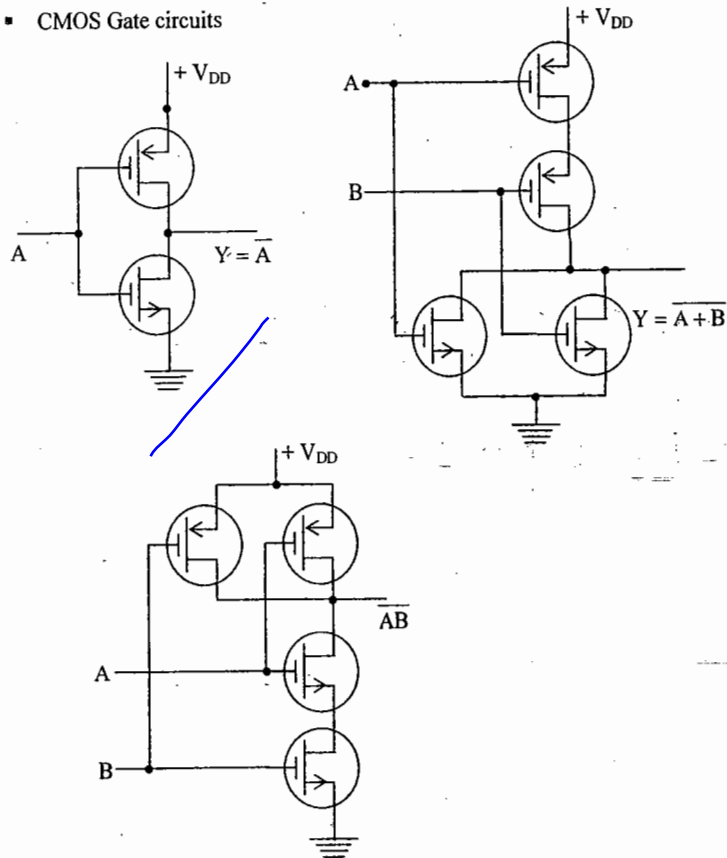 ▪ CMOS Gate circuits
+ V_DD
A
Y = A̅
+ V_DD
A
B
Y = \overline{A + B}
+ V_DD
\overline{AB}
A
B